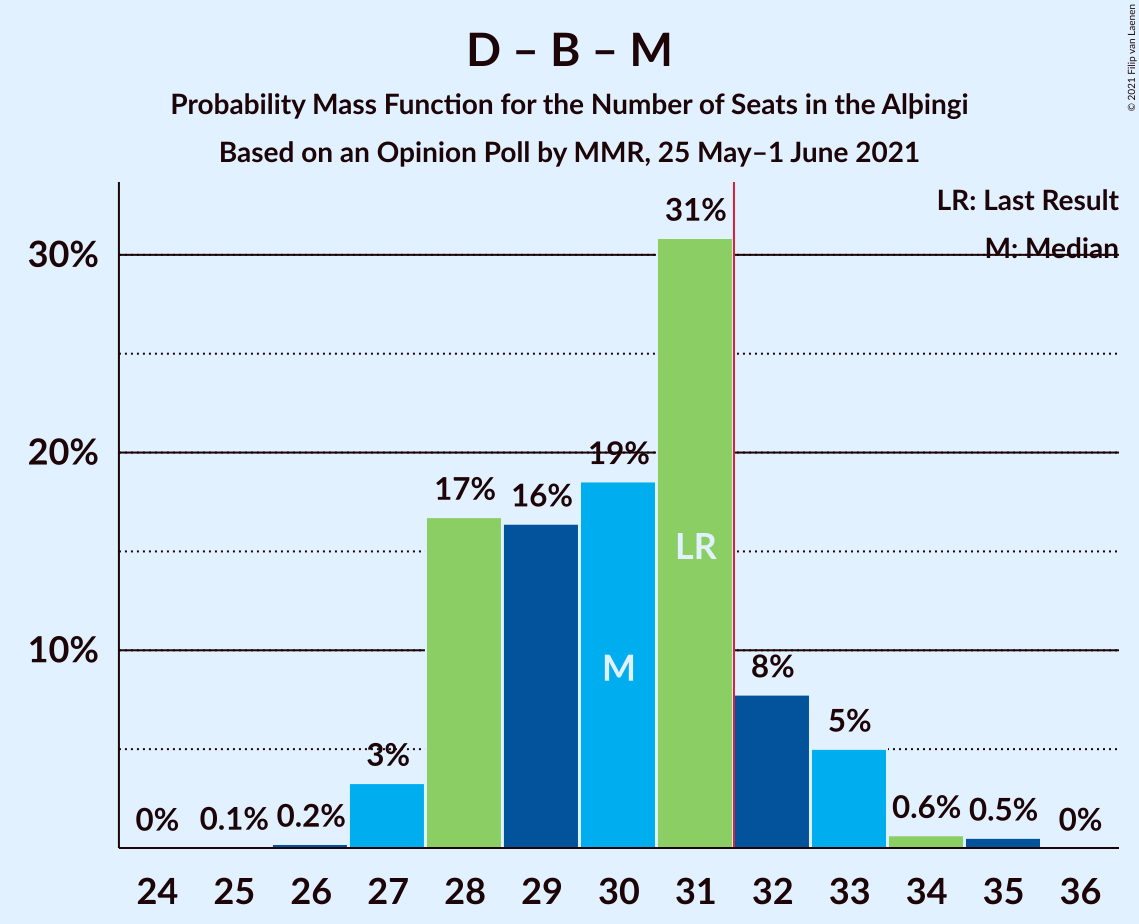 D – B – M
Probability Mass Function for the Number of Seats in the Alþingi
Based on an Opinion Poll by MMR, 25 May–1 June 2021
© 2021 Filip van Laenen
LR: Last Result
M: Median
30%
20%
10%
0%
0.1%
0.2%
3%
17%
16%
19%
31%
8%
5%
0.6%
0.5%
0%
M
LR
24 25 26 27 28 29 30 31 32 33 34 35 36